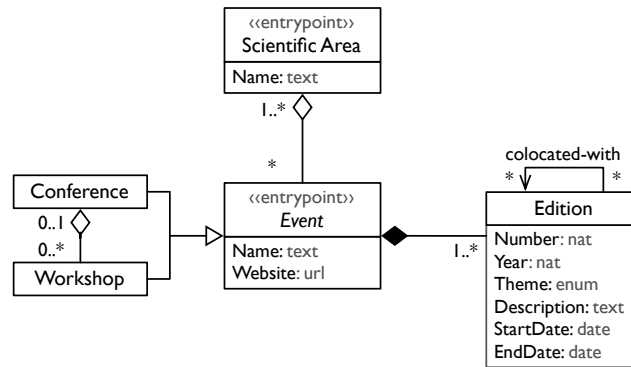 ‹‹entrypoint››
Scientific Area
Name: text
1..*
*
colocated-with
* *
Conference
0..1
0..*
Workshop
‹‹entrypoint››
Event
Name: text
Website: url
1..*
Edition
Number: nat
Year: nat
Theme: enum
Description: text
StartDate: date
EndDate: date